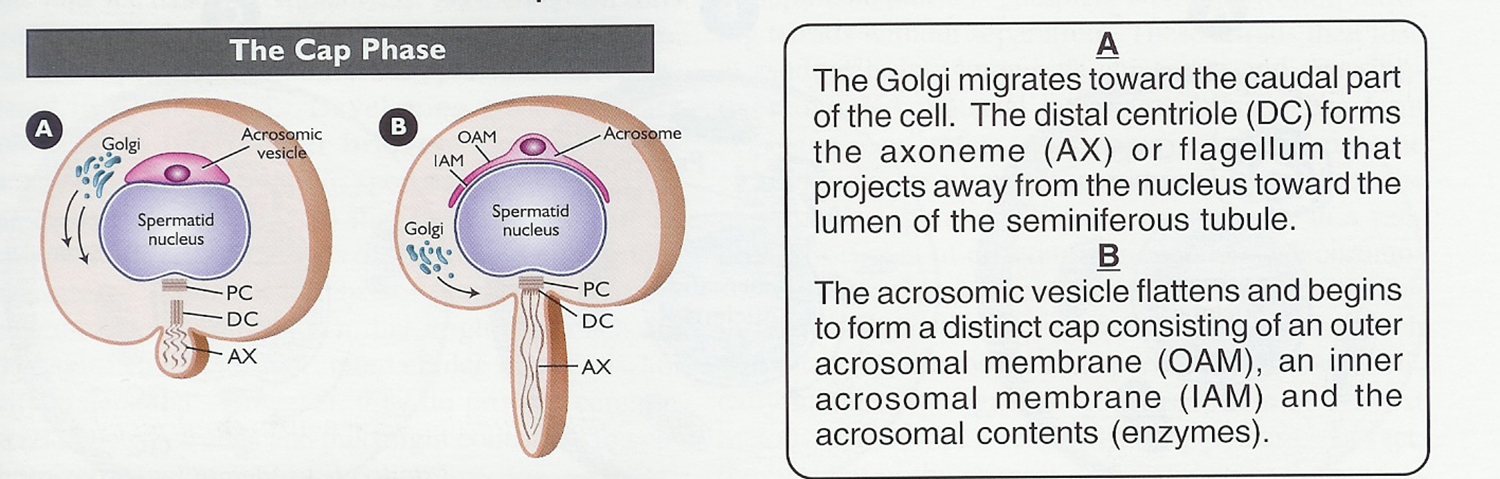 The Cap Phase
A
Golgi
Acrosomic
vesicle
Spermatid
nucleus
PC
DC
AX
B
OAM
Acrosome
IAM
Spermatid
nucleus
Golgi
PC
DC
AX
A
The Golgi migrates toward the caudal part
of the cell. The distal centriole (DC) forms
the axoneme (AX) or flagellum that
projects away from the nucleus toward the
lumen of the seminiferous tubule.
B
The acrosomic vesicle flattens and begins
to form a distinct cap consisting of an outer
acrosomal membrane (OAM), an inner
acrosomal membrane (IAM) and the
acrosomal contents (enzymes).